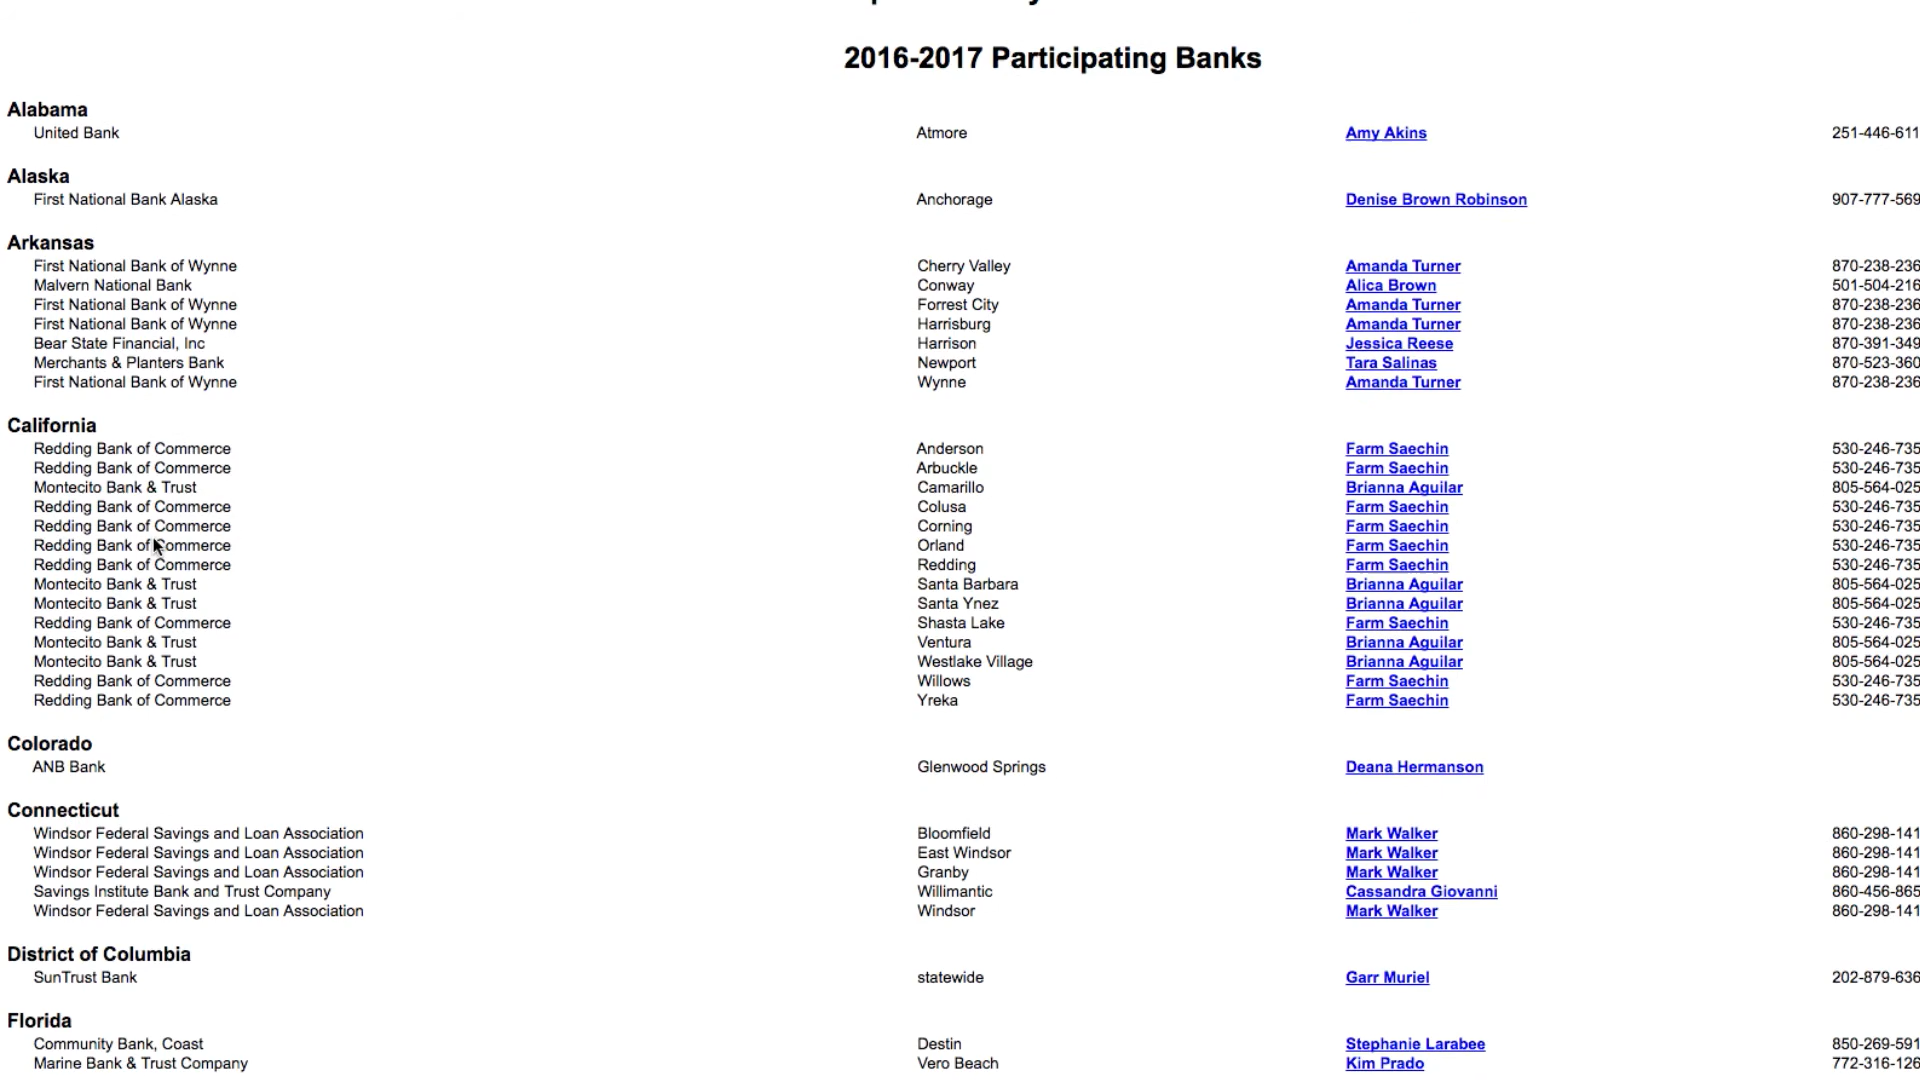 2016-2017 Participating Banks
Alabama
United Bank Atmore Amy Akins 251-446-611
Alaska
First National Bank Alaska Anchorage Denise Brown Robinson 907-777-569
Arkansas
First National Bank of Wynne Cherry Valley Amanda Turner 870-238-236
Malvern National Bank Conway Alica Brown 501-504-216
First National Bank of Wynne Forrest City Amanda Turner 870-238-236
First National Bank of Wynne Harrisburg Amanda Turner 870-238-236
Bear State Financial, Inc Harrison Jessica Reese 870-391-349
Merchants & Planters Bank Newport Tara Salinas 870-523-360
First National Bank of Wynne Wynne Amanda Turner 870-238-236
California
Redding Bank of Commerce Anderson Farm Saechin 530-246-735
Redding Bank of Commerce Arbuckle Farm Saechin 530-246-735
Montecito Bank & Trust Camarillo Brianna Aguilar 805-564-025
Redding Bank of Commerce Colusa Farm Saechin 530-246-735
Redding Bank of Commerce Corning Farm Saechin 530-246-735
Redding Bank of Commerce Orland Farm Saechin 530-246-735
Redding Bank of Commerce Redding Farm Saechin 530-246-735
Montecito Bank & Trust Santa Barbara Brianna Aguilar 805-564-025
Montecito Bank & Trust Santa Ynez Brianna Aguilar 805-564-025
Redding Bank of Commerce Shasta Lake Farm Saechin 530-246-735
Montecito Bank & Trust Ventura Brianna Aguilar 805-564-025
Montecito Bank & Trust Westlake Village Brianna Aguilar 805-564-025
Redding Bank of Commerce Willows Farm Saechin 530-246-735
Redding Bank of Commerce Yreka Farm Saechin 530-246-735
Colorado
ANB Bank Glenwood Springs Deana Hermanson
Connecticut
Windsor Federal Savings and Loan Association Bloomfield Mark Walker 860-298-141
Windsor Federal Savings and Loan Association East Windsor Mark Walker 860-298-141
Windsor Federal Savings and Loan Association Granby Mark Walker 860-298-141
Savings Institute Bank and Trust Company Willimantic Cassandra Giovanni 860-456-865
Windsor Federal Savings and Loan Association Windsor Mark Walker 860-298-141
District of Columbia
SunTrust Bank statewide Garr Muriel 202-879-636
Florida
Community Bank, Coast Destin Stephanie Larabee 850-269-591
Marine Bank & Trust Company Vero Beach Kim Prado 772-316-126